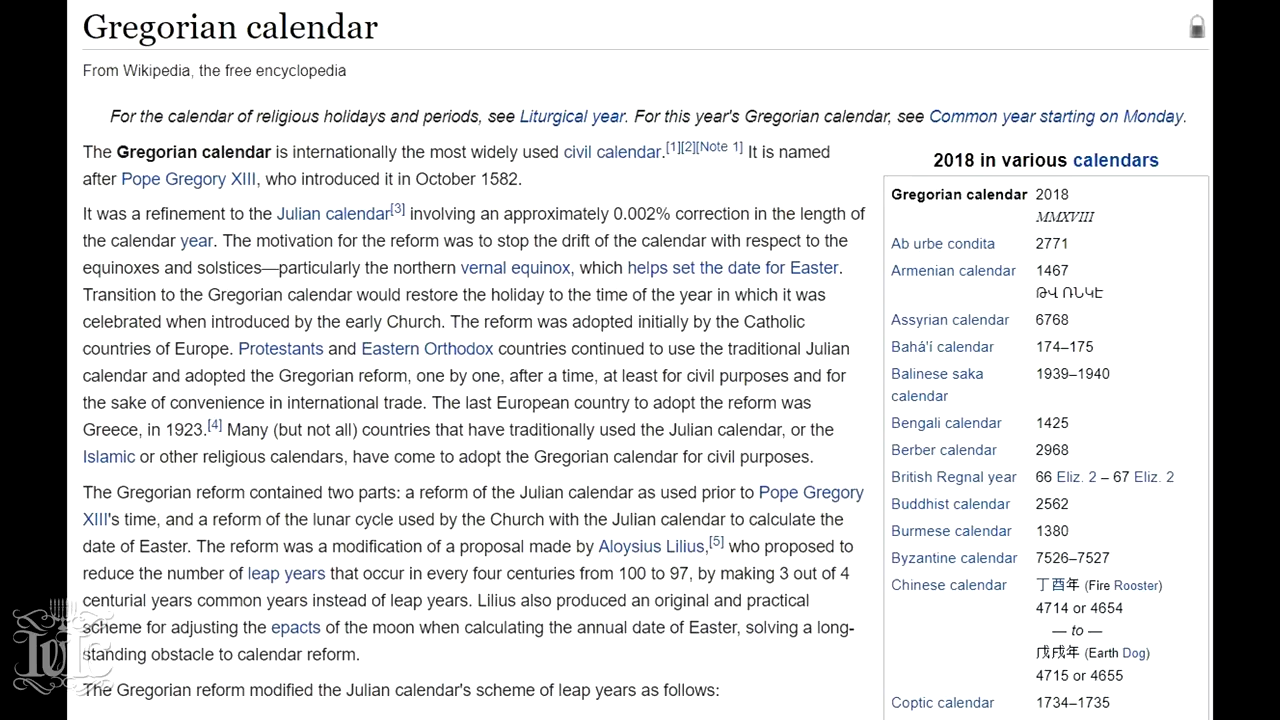 Gregorian calendar
From Wikipedia, the free encyclopedia
For the calendar of religious holidays and periods, see Liturgical year. For this year's Gregorian calendar, see Common year starting on Monday.
The Gregorian calendar is internationally the most widely used civil calendar.[1][2][Note 1] It is named
after Pope Gregory XIII, who introduced it in October 1582.
It was a refinement to the Julian calendar[3] involving an approximately 0.002% correction in the length of
the calendar year. The motivation for the reform was to stop the drift of the calendar with respect to the
equinoxes and solstices—particularly the northern vernal equinox, which helps set the date for Easter.
Transition to the Gregorian calendar would restore the holiday to the time of the year in which it was
celebrated when introduced by the early Church. The reform was adopted initially by the Catholic
countries of Europe. Protestants and Eastern Orthodox countries continued to use the traditional Julian
calendar and adopted the Gregorian reform, one by one, after a time, at least for civil purposes and for
the sake of convenience in international trade. The last European country to adopt the reform was
Greece, in 1923.[4] Many (but not all) countries that have traditionally used the Julian calendar, or the
Islamic or other religious calendars, have come to adopt the Gregorian calendar for civil purposes.
The Gregorian reform contained two parts: a reform of the Julian calendar as used prior to Pope Gregory
XIII's time, and a reform of the lunar cycle used by the Church with the Julian calendar to calculate the
date of Easter. The reform was a modification of a proposal made by Aloysius Lilius,[5] who proposed to
reduce the number of leap years that occur in every four centuries from 100 to 97, by making 3 out of 4
centurial years common years instead of leap years. Lilius also produced an original and practical
scheme for adjusting the epacts of the moon when calculating the annual date of Easter, solving a long-
standing obstacle to calendar reform.
The Gregorian reform modified the Julian calendar's scheme of leap years as follows:
2018 in various calendars
Gregorian calendar 2018
MMXVIII
Ab urbe condita 2771
Armenian calendar 1467
ԹՎ ՌՆԿԷ
Assyrian calendar 6768
Bahá'í calendar 174–175
Balinese saka 1939–1940
calendar
Bengali calendar 1425
Berber calendar 2968
British Regnal year 66 Eliz. 2 – 67 Eliz. 2
Buddhist calendar 2562
Burmese calendar 1380
Byzantine calendar 7526–7527
Chinese calendar 丁酉年 (Fire Rooster)
4714 or 4654
— to —
戊戌年 (Earth Dog)
4715 or 4655
Coptic calendar 1734–1735